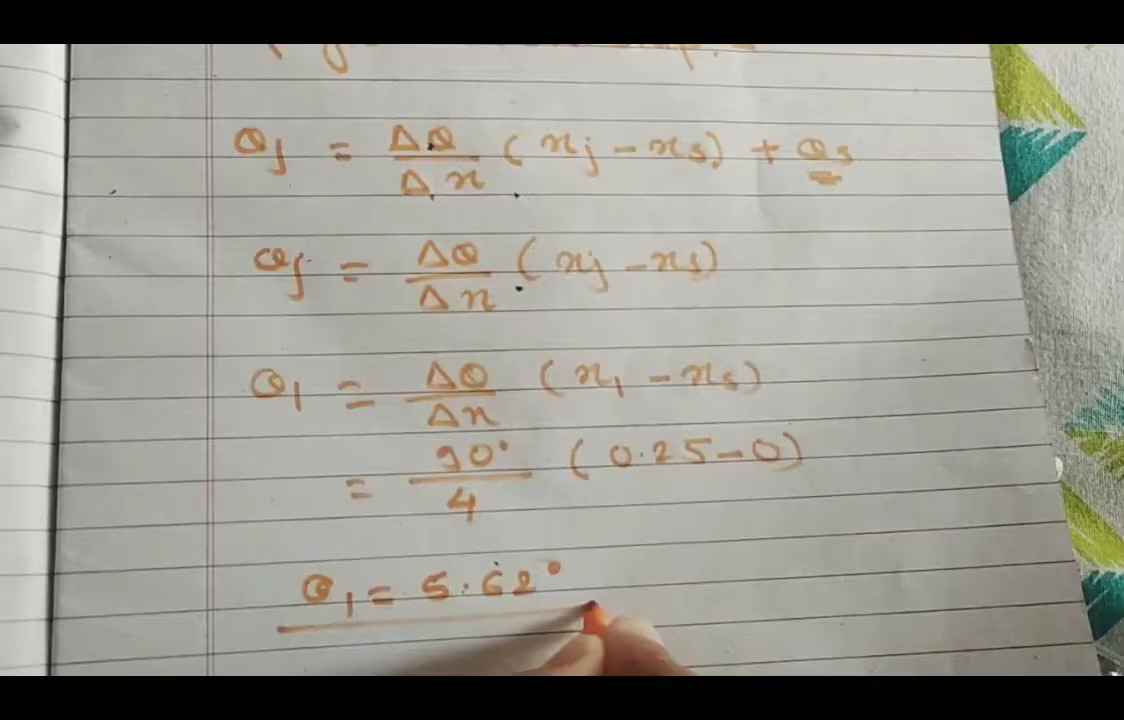 θj = Δθ/Δx (xj - xs) + θs
θj = Δθ/Δx (xj - xs)
θ1 = Δθ/Δx (x1 - xs)
= 90°/4 (0.25 - 0)
θ1 = 5.62°